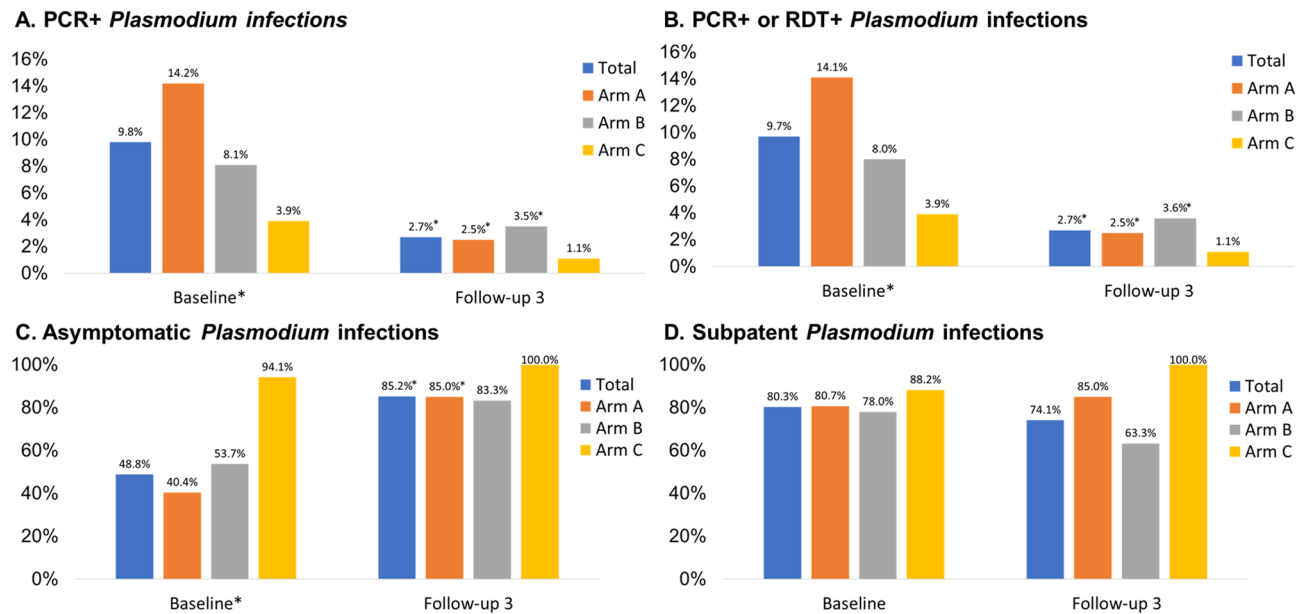 A. PCR+ Plasmodium infections
16%
14%
12%
10%
8%
6%
4%
2%
0%
9.8%
14.2%
8.1%
3.9%
2.7%*
2.5%*
3.5%*
1.1%
Baseline*
Follow-up 3
Total
Arm A
Arm B
Arm C
B. PCR+ or RDT+ Plasmodium infections
16%
14%
12%
10%
8%
6%
4%
2%
0%
9.7%
14.1%
8.0%
3.9%
2.7%*
2.5%*
3.6%*
1.1%
Baseline*
Follow-up 3
Total
Arm A
Arm B
Arm C
C. Asymptomatic Plasmodium infections
100%
80%
60%
40%
20%
0%
48.8%
40.4%
53.7%
94.1%
85.2%*
85.0%*
83.3%
100.0%
Baseline*
Follow-up 3
Total
Arm A
Arm B
Arm C
D. Subpatent Plasmodium infections
100%
80%
60%
40%
20%
0%
80.3%
80.7%
78.0%
88.2%
74.1%
85.0%
63.3%
100.0%
Baseline
Follow-up 3
Total
Arm A
Arm B
Arm C